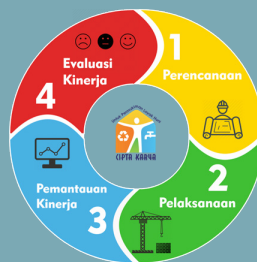 1
Perencanaan
2
Pelaksanaan
3
Pemantauan
Kinerja
4
Evaluasi
Kinerja
CIPTA KARYA